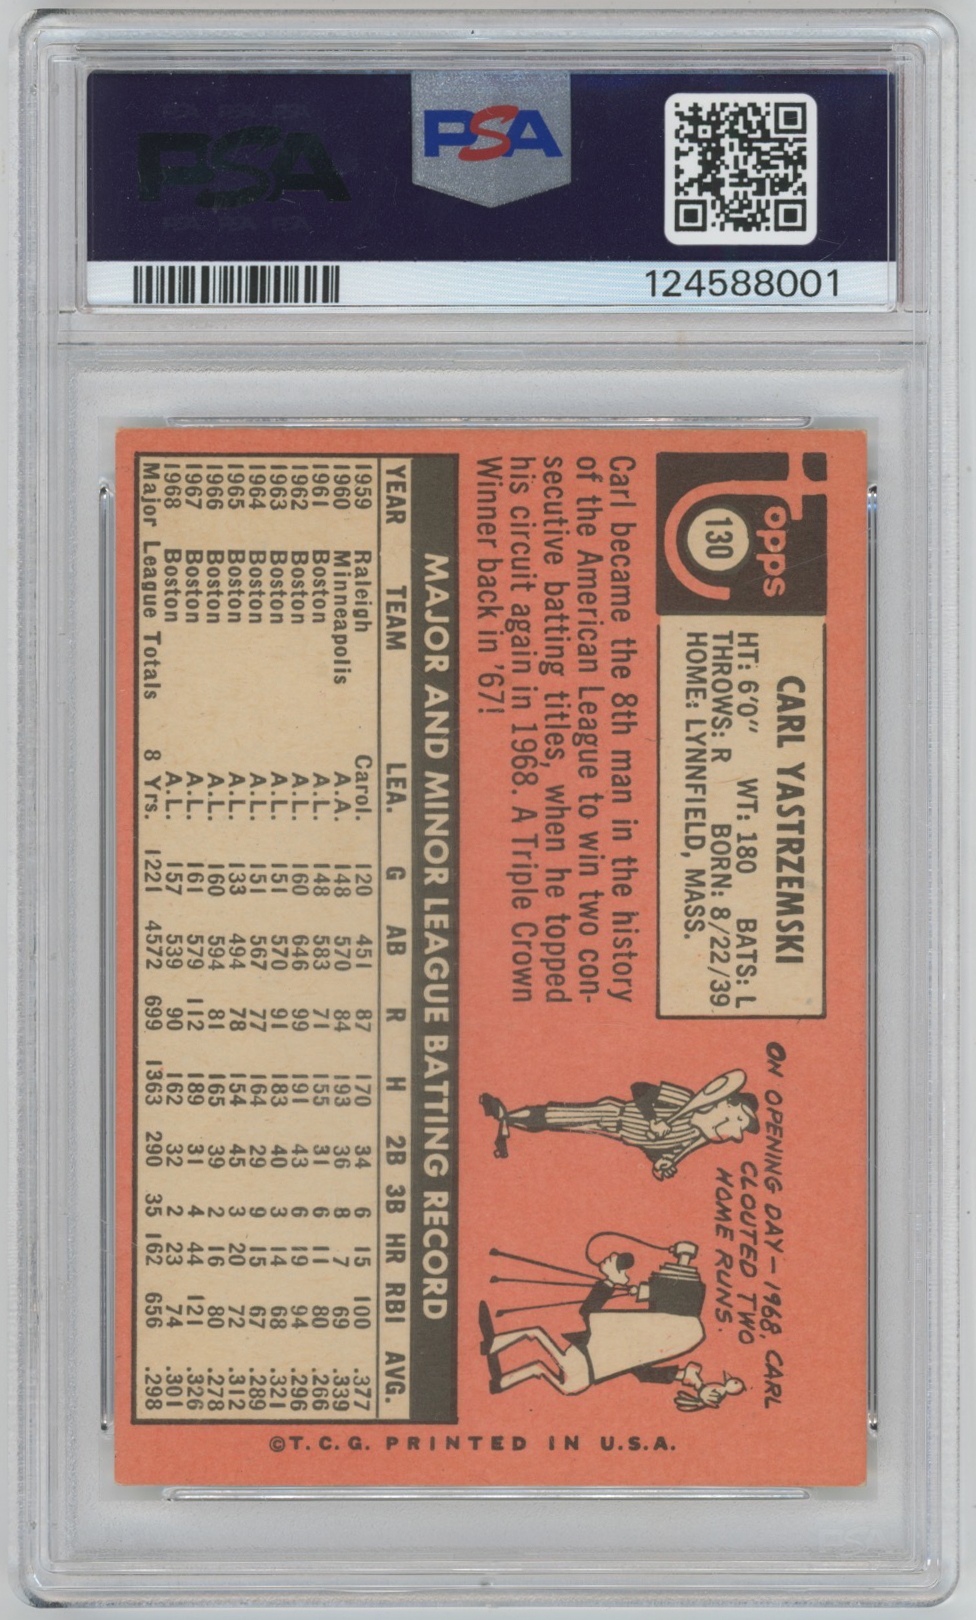 PSA
PSA
124588001
Topps
130
CARL YASTRZEMSKI
HT: 6'0" WT: 180 BATS: L
THROWS: R BORN: 8/22/39
HOME: LYNNFIELD, MASS.
ON OPENING DAY—1968, CARL
CLOUTED TWO
HOME RUNS.
Carl became the 8th man in the history
of the American League to win two con-
secutive batting titles, when he topped
his circuit again in 1968. A Triple Crown
Winner back in '67!
MAJOR AND MINOR LEAGUE BATTING RECORD
YEAR TEAM LEA. G AB R H 2B 3B HR RBI AVG.
1959 Raleigh Carol. 120 451 87 170 34 6 15 100 .377
1960 Minneapolis A.A. 148 570 84 193 36 8 7 69 .339
1961 Boston A.L. 148 583 71 155 31 6 11 80 .266
1962 Boston A.L. 160 646 99 191 43 6 19 94 .296
1963 Boston A.L. 151 570 91 183 40 3 14 68 .321
1964 Boston A.L. 151 567 77 164 29 9 15 67 .289
1965 Boston A.L. 133 494 78 154 45 3 20 72 .312
1966 Boston A.L. 160 594 81 165 39 2 16 80 .278
1967 Boston A.L. 161 579 112 189 31 4 44 121 .326
1968 Boston A.L. 157 539 90 162 32 2 23 74 .301
Major League Totals 8 Yrs. 1221 4572 699 1363 290 35 162 656 .298
©T.C.G. PRINTED IN U.S.A.